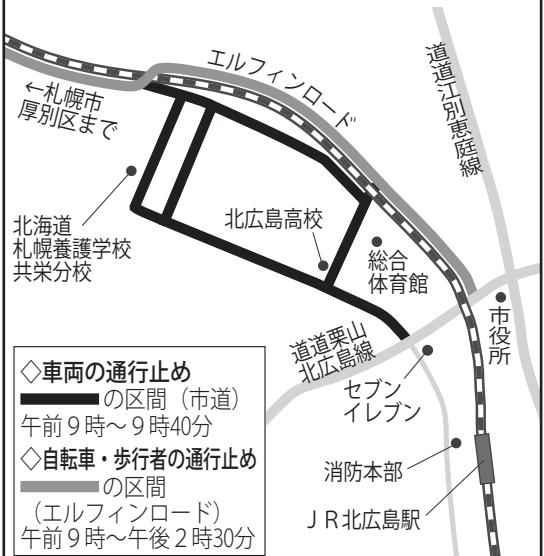 エルフィンロード
道道江別恵庭線
←札幌市
厚別区まで
北海道
札幌養護学校
共栄分校
北広島高校
総合
体育館
道道栗山
北広島線
市役所
セブン
イレブン
消防本部
ＪＲ北広島駅
◇車両の通行止め
の区間（市道）
午前９時～９時40分
◇自転車・歩行者の通行止め
の区間
（エルフィンロード）
午前９時～午後２時30分